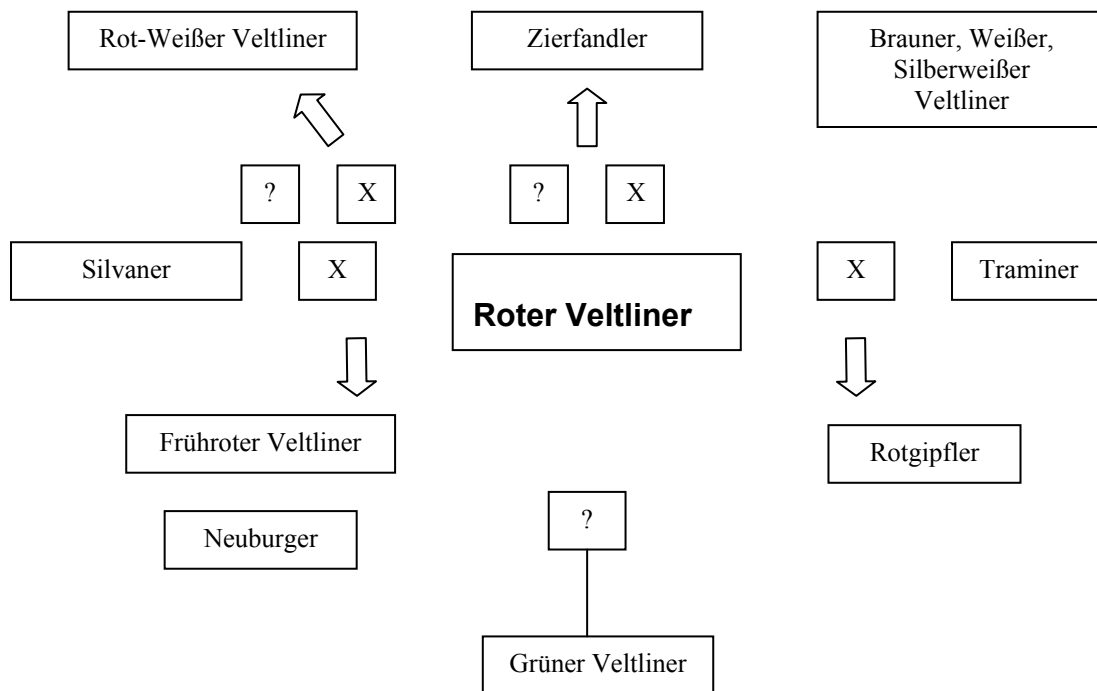 Rot-Weißer Veltliner
Zierfandler
Brauner, Weißer,
Silberweißer
Veltliner
?
X
?
X
Silvaner
X
Roter Veltliner
X
Traminer
Frühroter Veltliner
Rotgipfler
Neuburger
?
Grüner Veltliner